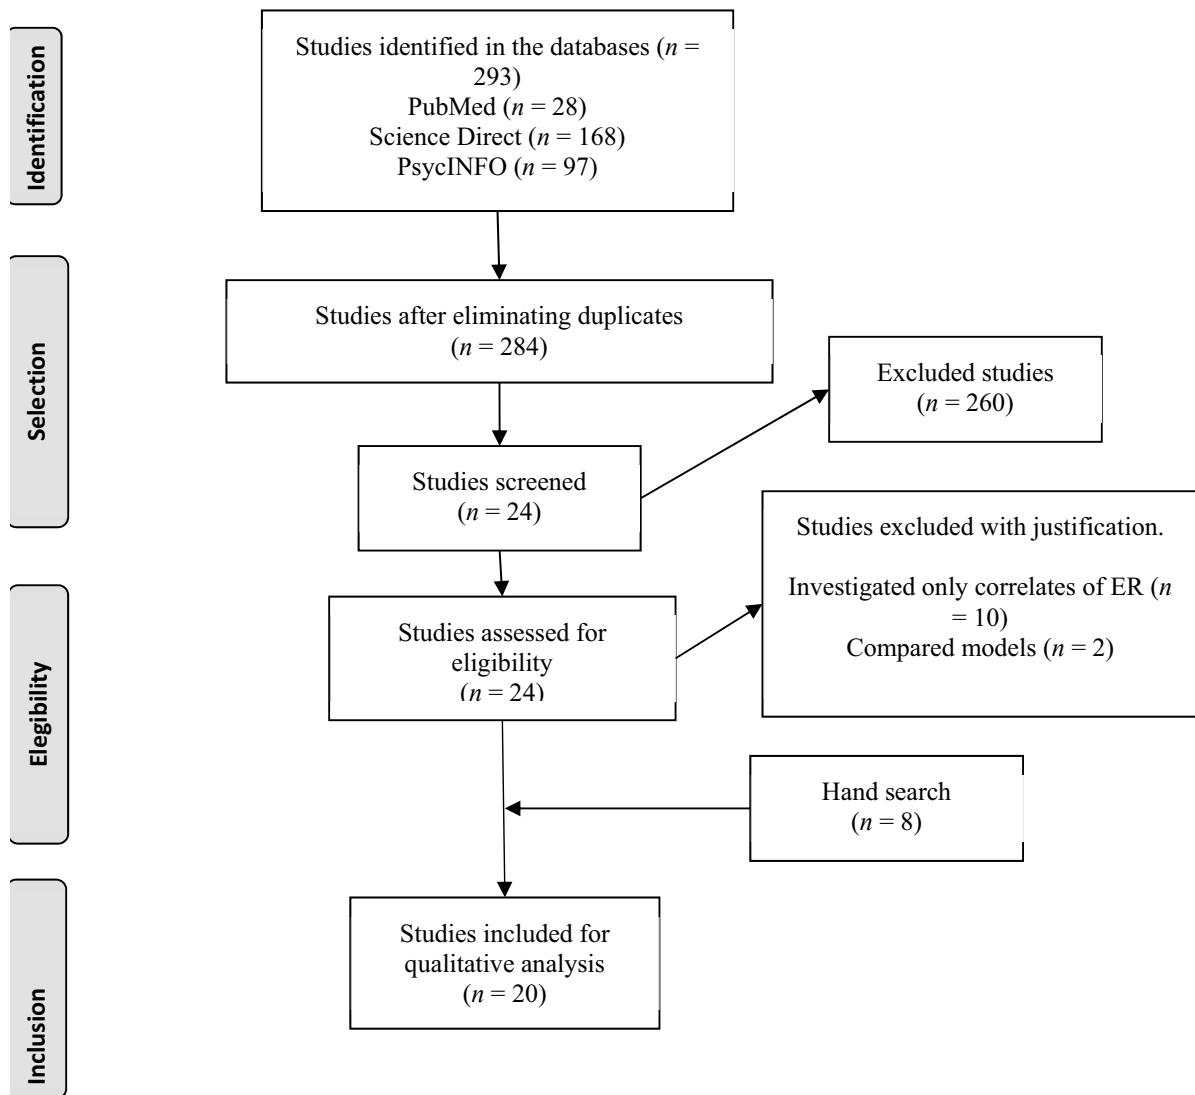 Identification
Studies identified in the databases (n =
293)
PubMed (n = 28)
Science Direct (n = 168)
PsycINFO (n = 97)
Selection
Studies after eliminating duplicates
(n = 284)
Excluded studies
(n = 260)
Studies screened
(n = 24)
Elegibility
Studies assessed for
eligibility
(n = 24)
Studies excluded with justification.
Investigated only correlates of ER (n
= 10)
Compared models (n = 2)
Hand search
(n = 8)
Inclusion
Studies included for
qualitative analysis
(n = 20)